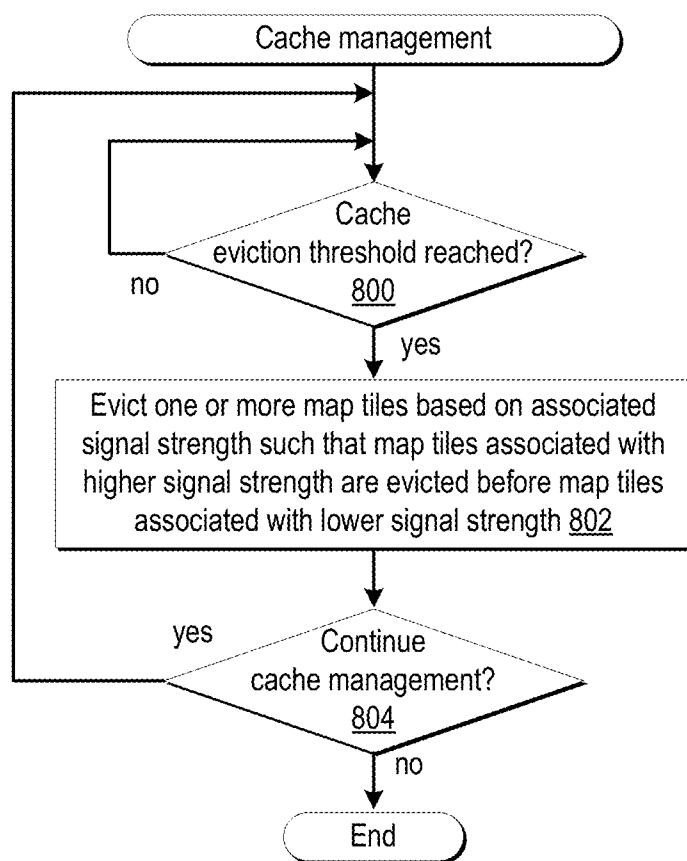 Cache management
Cache
eviction threshold reached?
800
no
yes
Evict one or more map tiles based on associated
signal strength such that map tiles associated with
higher signal strength are evicted before map tiles
associated with lower signal strength 802
yes
Continue
cache management?
804
no
End